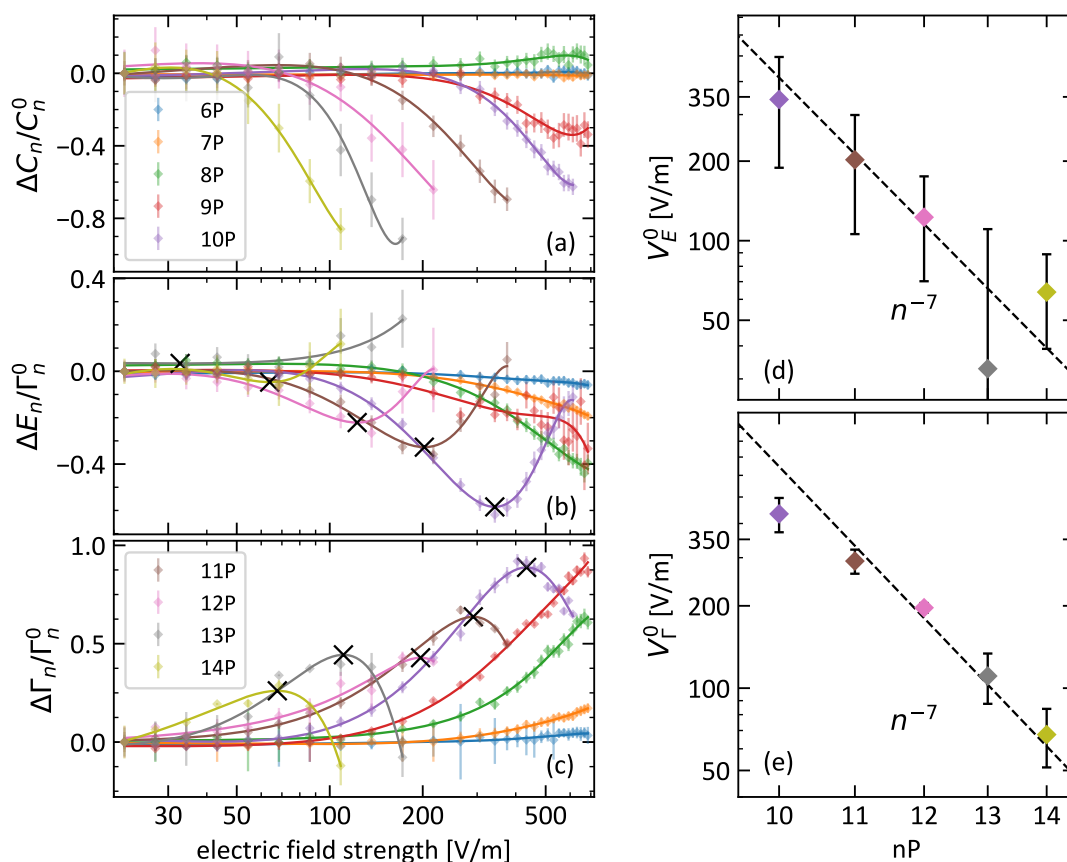 0.0
−0.4
−0.8
ΔC_n/C_n^0
6P
7P
8P
9P
10P
(a)
0.4
0.0
−0.4
ΔE_n/Γ_n^0
(b)
1.0
0.5
0.0
ΔΓ_n/Γ_n^0
11P
12P
13P
14P
(c)
30
50
100
200
300
500
electric field strength [V/m]
350
200
100
50
V_E^0 [V/m]
n^{−7}
(d)
350
200
100
50
V_Γ^0 [V/m]
n^{−7}
(e)
10
11
12
13
14
nP